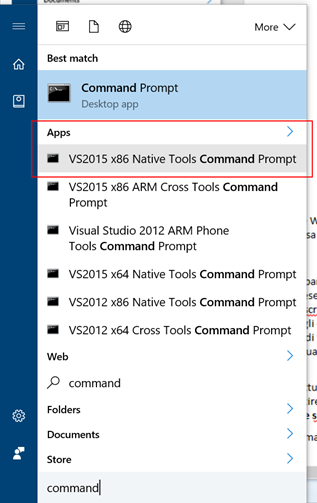 Documents
More
Best match
Command Prompt
Desktop app
Apps
VS2015 x86 Native Tools Command Prompt
VS2015 x86 ARM Cross Tools Command
Prompt
Visual Studio 2012 ARM Phone
Tools Command Prompt
VS2015 x64 Native Tools Command Prompt
VS2012 x86 Native Tools Command Prompt
VS2012 x64 Cross Tools Command Prompt
Web
command
Folders
Documents
Store
command